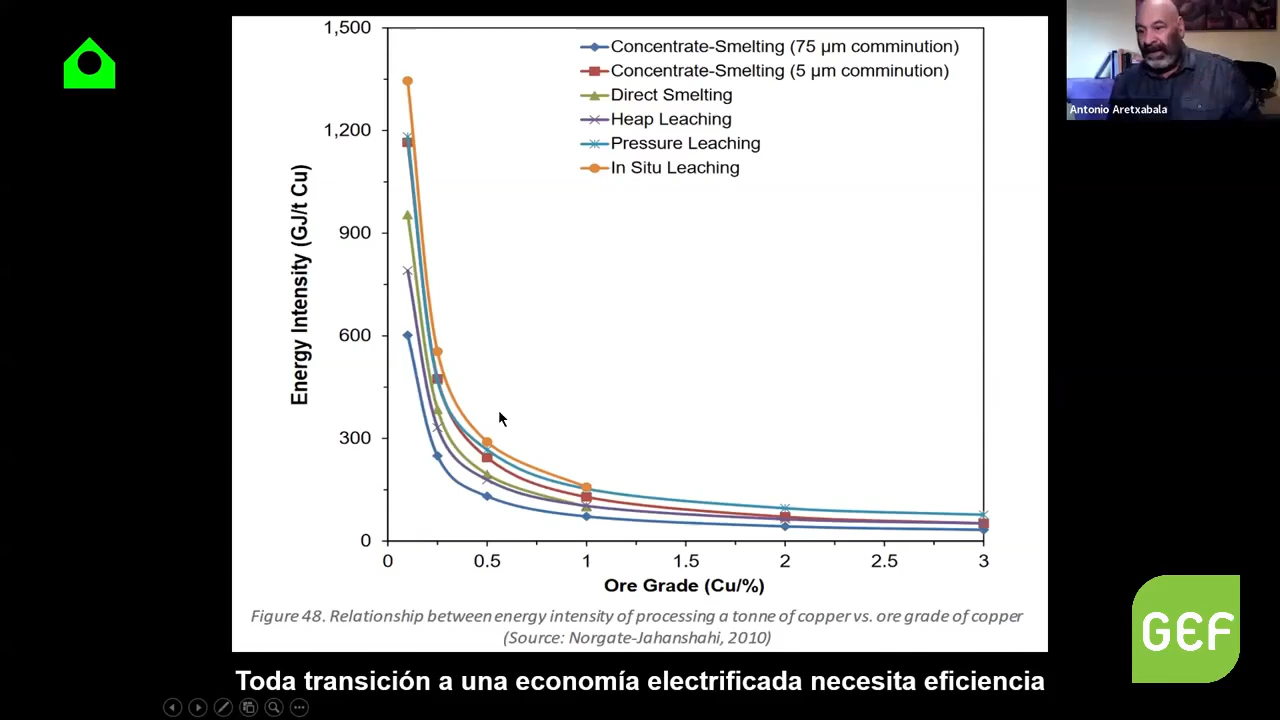 1,500
1,200
900
600
300
0
Energy Intensity (GJ/t Cu)
Concentrate-Smelting (75 µm comminution)
Concentrate-Smelting (5 µm comminution)
Direct Smelting
Heap Leaching
Pressure Leaching
In Situ Leaching
0 0.5 1 1.5 2 2.5 3
Ore Grade (Cu/%)
Figure 48. Relationship between energy intensity of processing a tonne of copper vs. ore grade of copper
(Source: Norgate-Jahanshahi, 2010)
Toda transición a una economía electrificada necesita eficiencia
Antonio Aretxabala
GEF